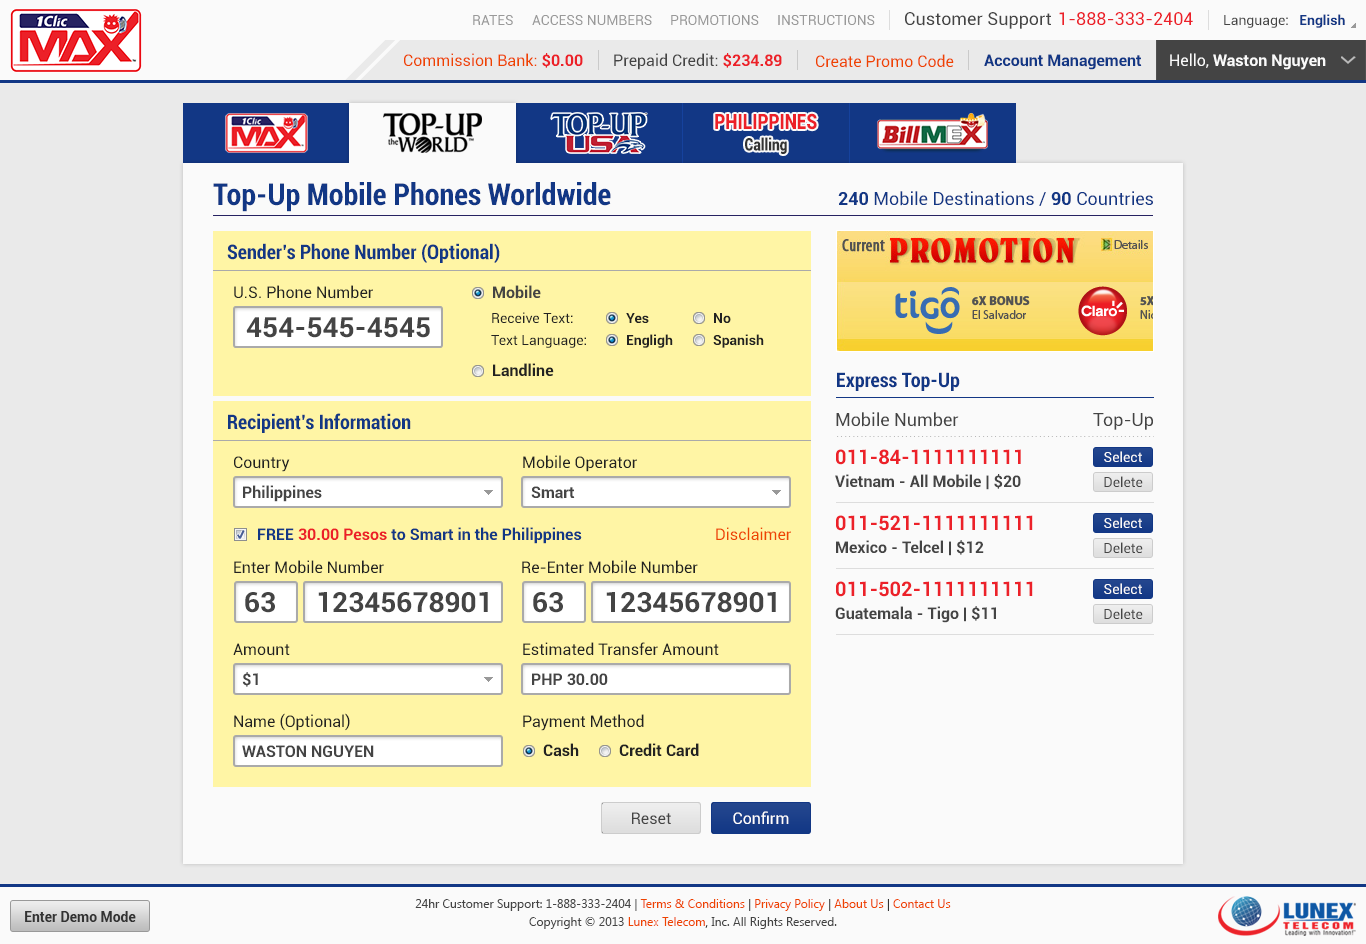 1Clic
MAX
RATES ACCESS NUMBERS PROMOTIONS INSTRUCTIONS Customer Support 1-888-333-2404 Language: English
Commission Bank: $0.00 Prepaid Credit: $234.89 Create Promo Code Account Management Hello, Waston Nguyen
1Clic MAX
TOP-UP the WORLD
TOP-UP USA
PHILIPPINES Calling
BillMEX
Top-Up Mobile Phones Worldwide
240 Mobile Destinations / 90 Countries
Sender's Phone Number (Optional)
U.S. Phone Number
454-545-4545
Mobile
Receive Text: Yes No
Text Language: Engligh Spanish
Landline
Recipient's Information
Country Mobile Operator
Philippines Smart
FREE 30.00 Pesos to Smart in the Philippines Disclaimer
Enter Mobile Number Re-Enter Mobile Number
63 12345678901 63 12345678901
Amount Estimated Transfer Amount
$1 PHP 30.00
Name (Optional) Payment Method
WASTON NGUYEN Cash Credit Card
Reset Confirm
Current PROMOTION Details
tigo 6X BONUS Claro 5X
El Salvador Nic
Express Top-Up
Mobile Number Top-Up
011-84-1111111111 Select
Vietnam - All Mobile | $20 Delete
011-521-1111111111 Select
Mexico - Telcel | $12 Delete
011-502-1111111111 Select
Guatemala - Tigo | $11 Delete
Enter Demo Mode
24hr Customer Support: 1-888-333-2404 | Terms & Conditions | Privacy Policy | About Us | Contact Us
Copyright © 2013 Lunex Telecom, Inc. All Rights Reserved.
LUNEX
TELECOM
Leading with Innovation!